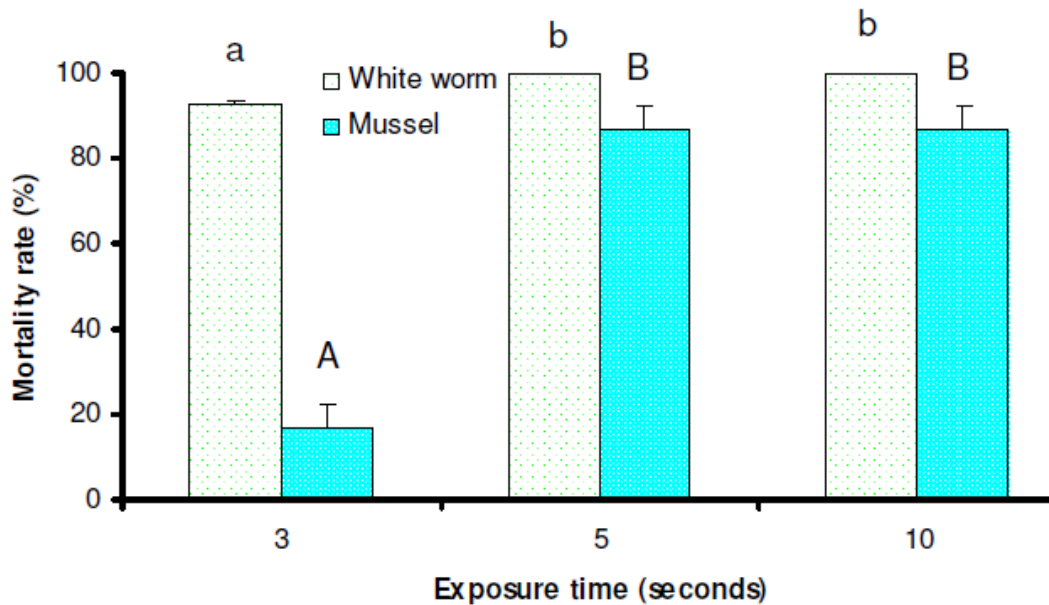 a
b
b
B
B
White worm
Mussel
A
100
80
60
40
20
0
Mortality rate (%)
3
5
10
Exposure time (seconds)